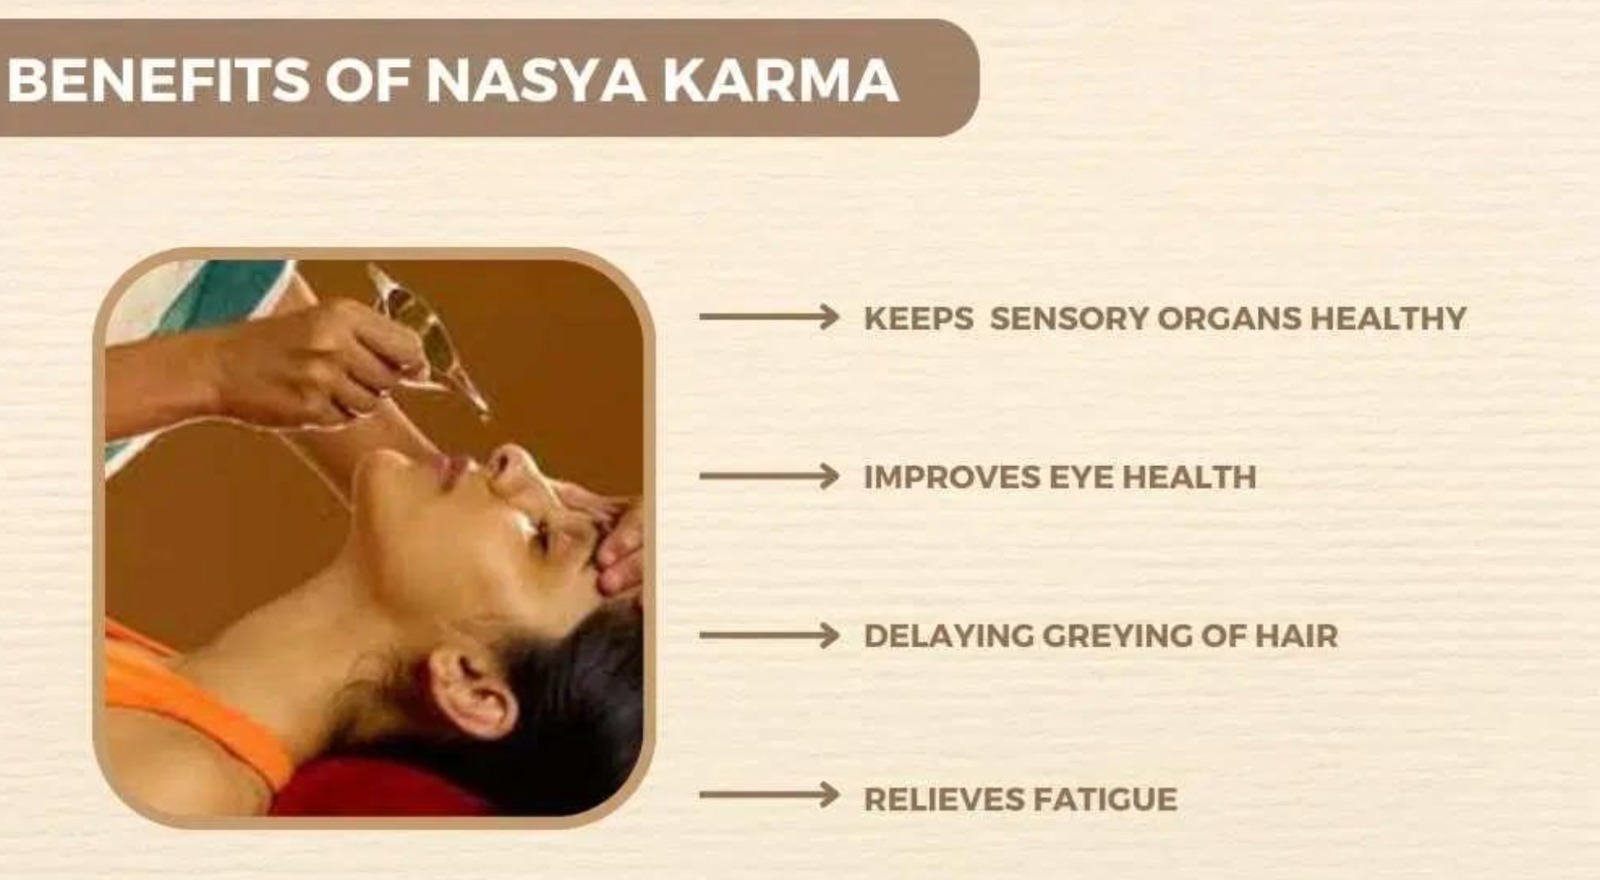 BENEFITS OF NASYA KARMA
KEEPS SENSORY ORGANS HEALTHY
IMPROVES EYE HEALTH
DELAYING GREYING OF HAIR
RELIEVES FATIGUE